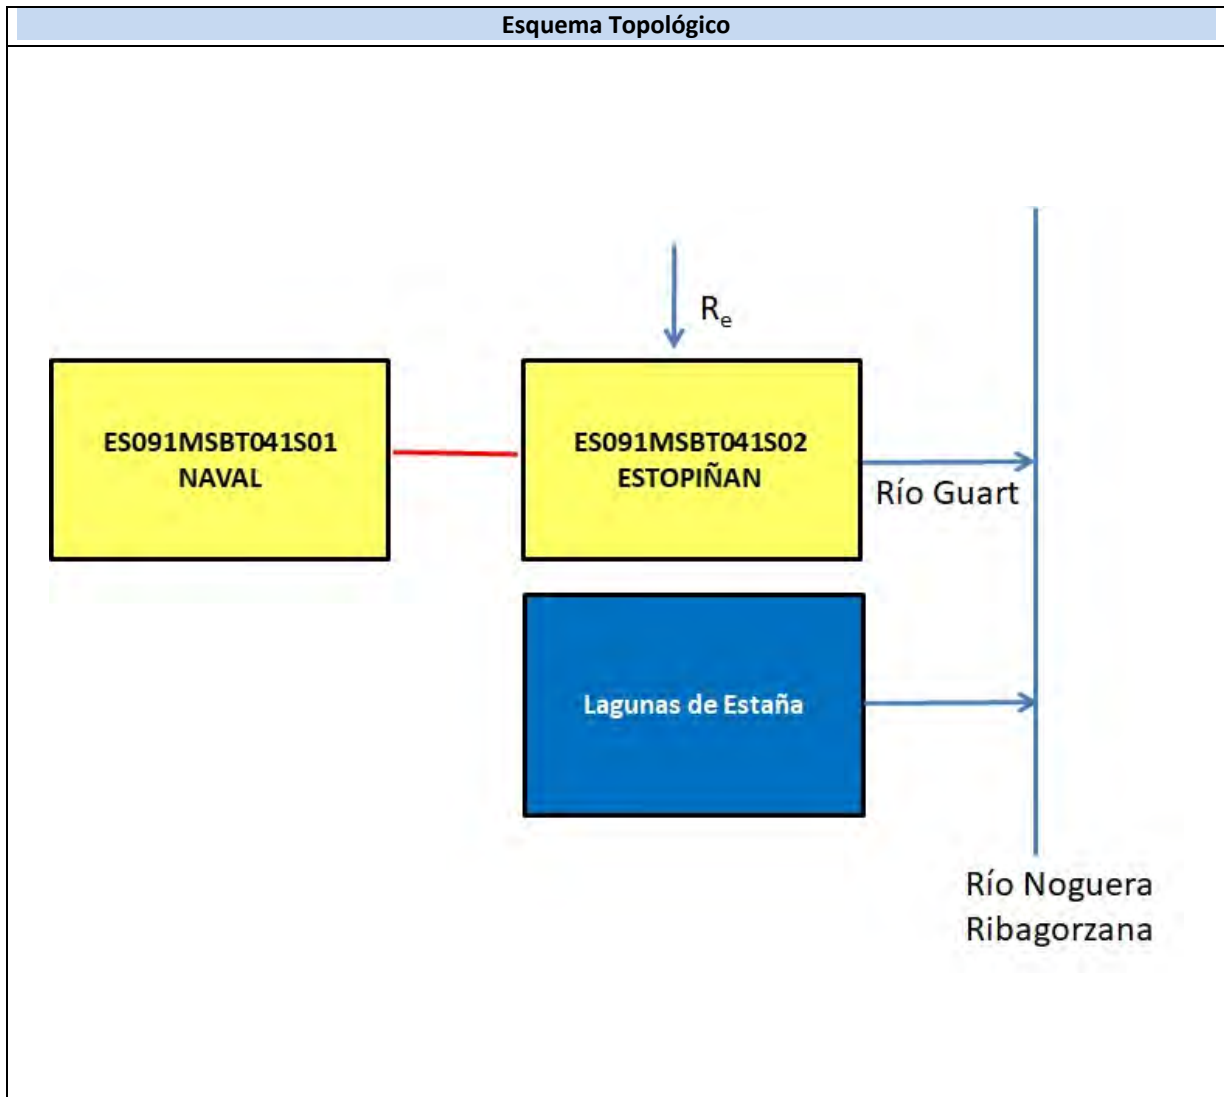 Esquema Topológico
Re
ES091MSBT041S01
NAVAL
ES091MSBT041S02
ESTOPIÑAN
Río Guart
Lagunas de Estaña
Río Noguera
Ribagorzana